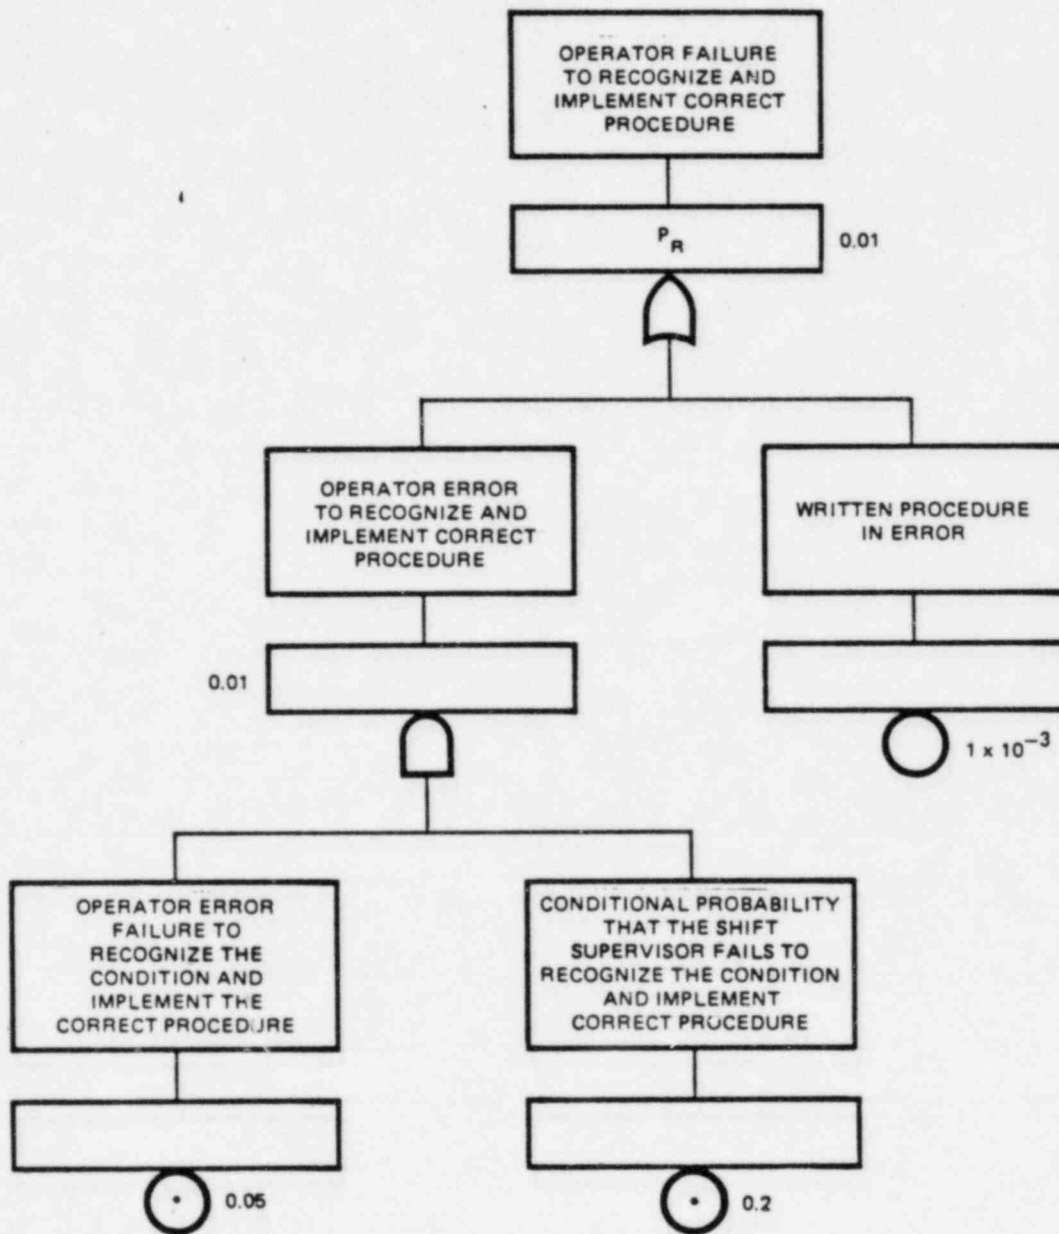 OPERATOR FAILURE
TO RECOGNIZE AND
IMPLEMENT CORRECT
PROCEDURE
P_R
0.01
OPERATOR ERROR
TO RECOGNIZE AND
IMPLEMENT CORRECT
PROCEDURE
0.01
WRITTEN PROCEDURE
IN ERROR
1 x 10^-3
OPERATOR ERROR
FAILURE TO
RECOGNIZE THE
CONDITION AND
IMPLEMENT THE
CORRECT PROCEDURE
0.05
CONDITIONAL PROBABILITY
THAT THE SHIFT
SUPERVISOR FAILS TO
RECOGNIZE THE CONDITION
AND IMPLEMENT
CORRECT PROCEDURE
0.2